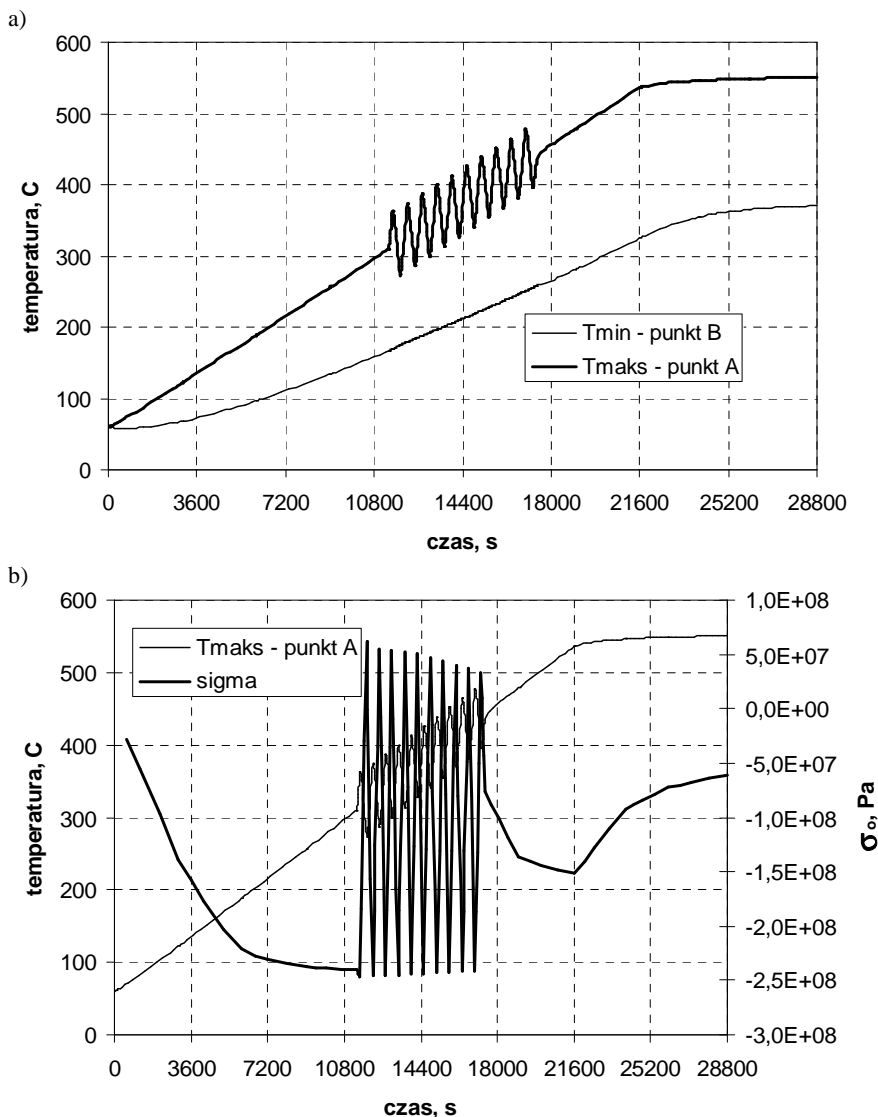 a)
600
500
400
300
200
100
0
temperatura, C
Tmin - punkt B
Tmaks - punkt A
0 3600 7200 10800 14400 18000 21600 25200 28800
czas, s
b)
600
500
400
300
200
100
0
temperatura, C
Tmaks - punkt A
sigma
1,0E+08
5,0E+07
0,0E+00
-5,0E+07
-1,0E+08
-1,5E+08
-2,0E+08
-2,5E+08
-3,0E+08
σo, Pa
0 3600 7200 10800 14400 18000 21600 25200 28800
czas, s